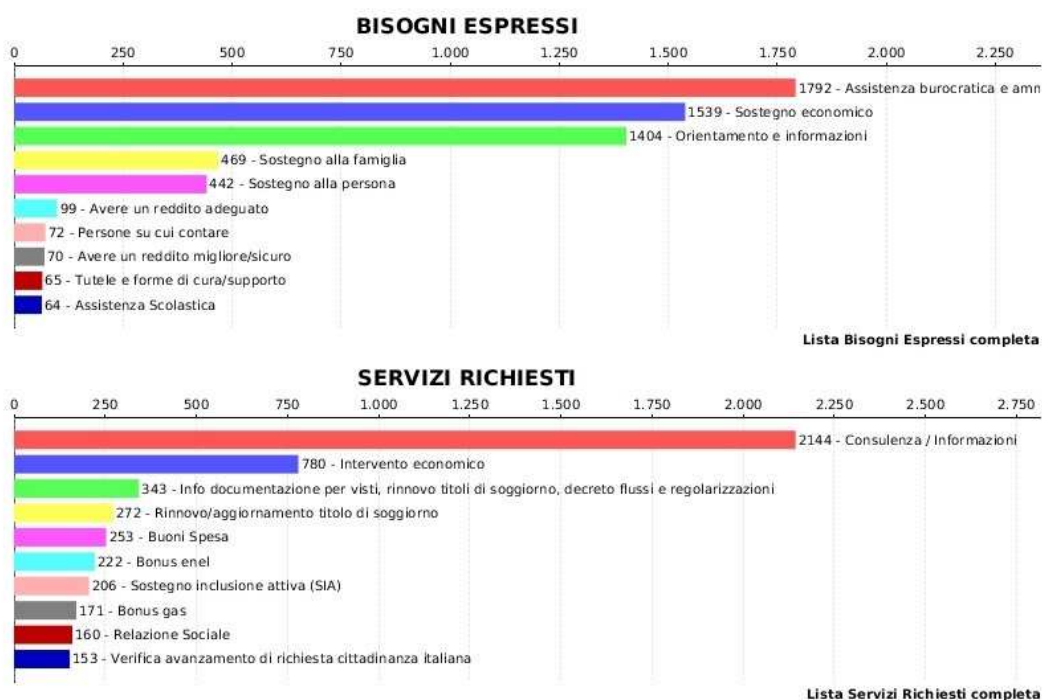 BISOGNI ESPRESSI
0 250 500 750 1.000 1.250 1.500 1.750 2.000 2.250
1792 - Assistenza burocratica e amn
1539 - Sostegno economico
1404 - Orientamento e informazioni
469 - Sostegno alla famiglia
442 - Sostegno alla persona
99 - Avere un reddito adeguato
72 - Persone su cui contare
70 - Avere un reddito migliore/sicuro
65 - Tutele e forme di cura/supporto
64 - Assistenza Scolastica
Lista Bisogni Espressi completa
SERVIZI RICHIESTI
0 250 500 750 1.000 1.250 1.500 1.750 2.000 2.250 2.500 2.750
2144 - Consulenza / Informazioni
780 - Intervento economico
343 - Info documentazione per visti, rinnovo titoli di soggiorno, decreto flussi e regolarizzazioni
272 - Rinnovo/aggiornamento titolo di soggiorno
253 - Buoni Spesa
222 - Bonus enel
206 - Sostegno inclusione attiva (SIA)
171 - Bonus gas
160 - Relazione Sociale
153 - Verifica avanzamento di richiesta cittadinanza italiana
Lista Servizi Richiesti completa